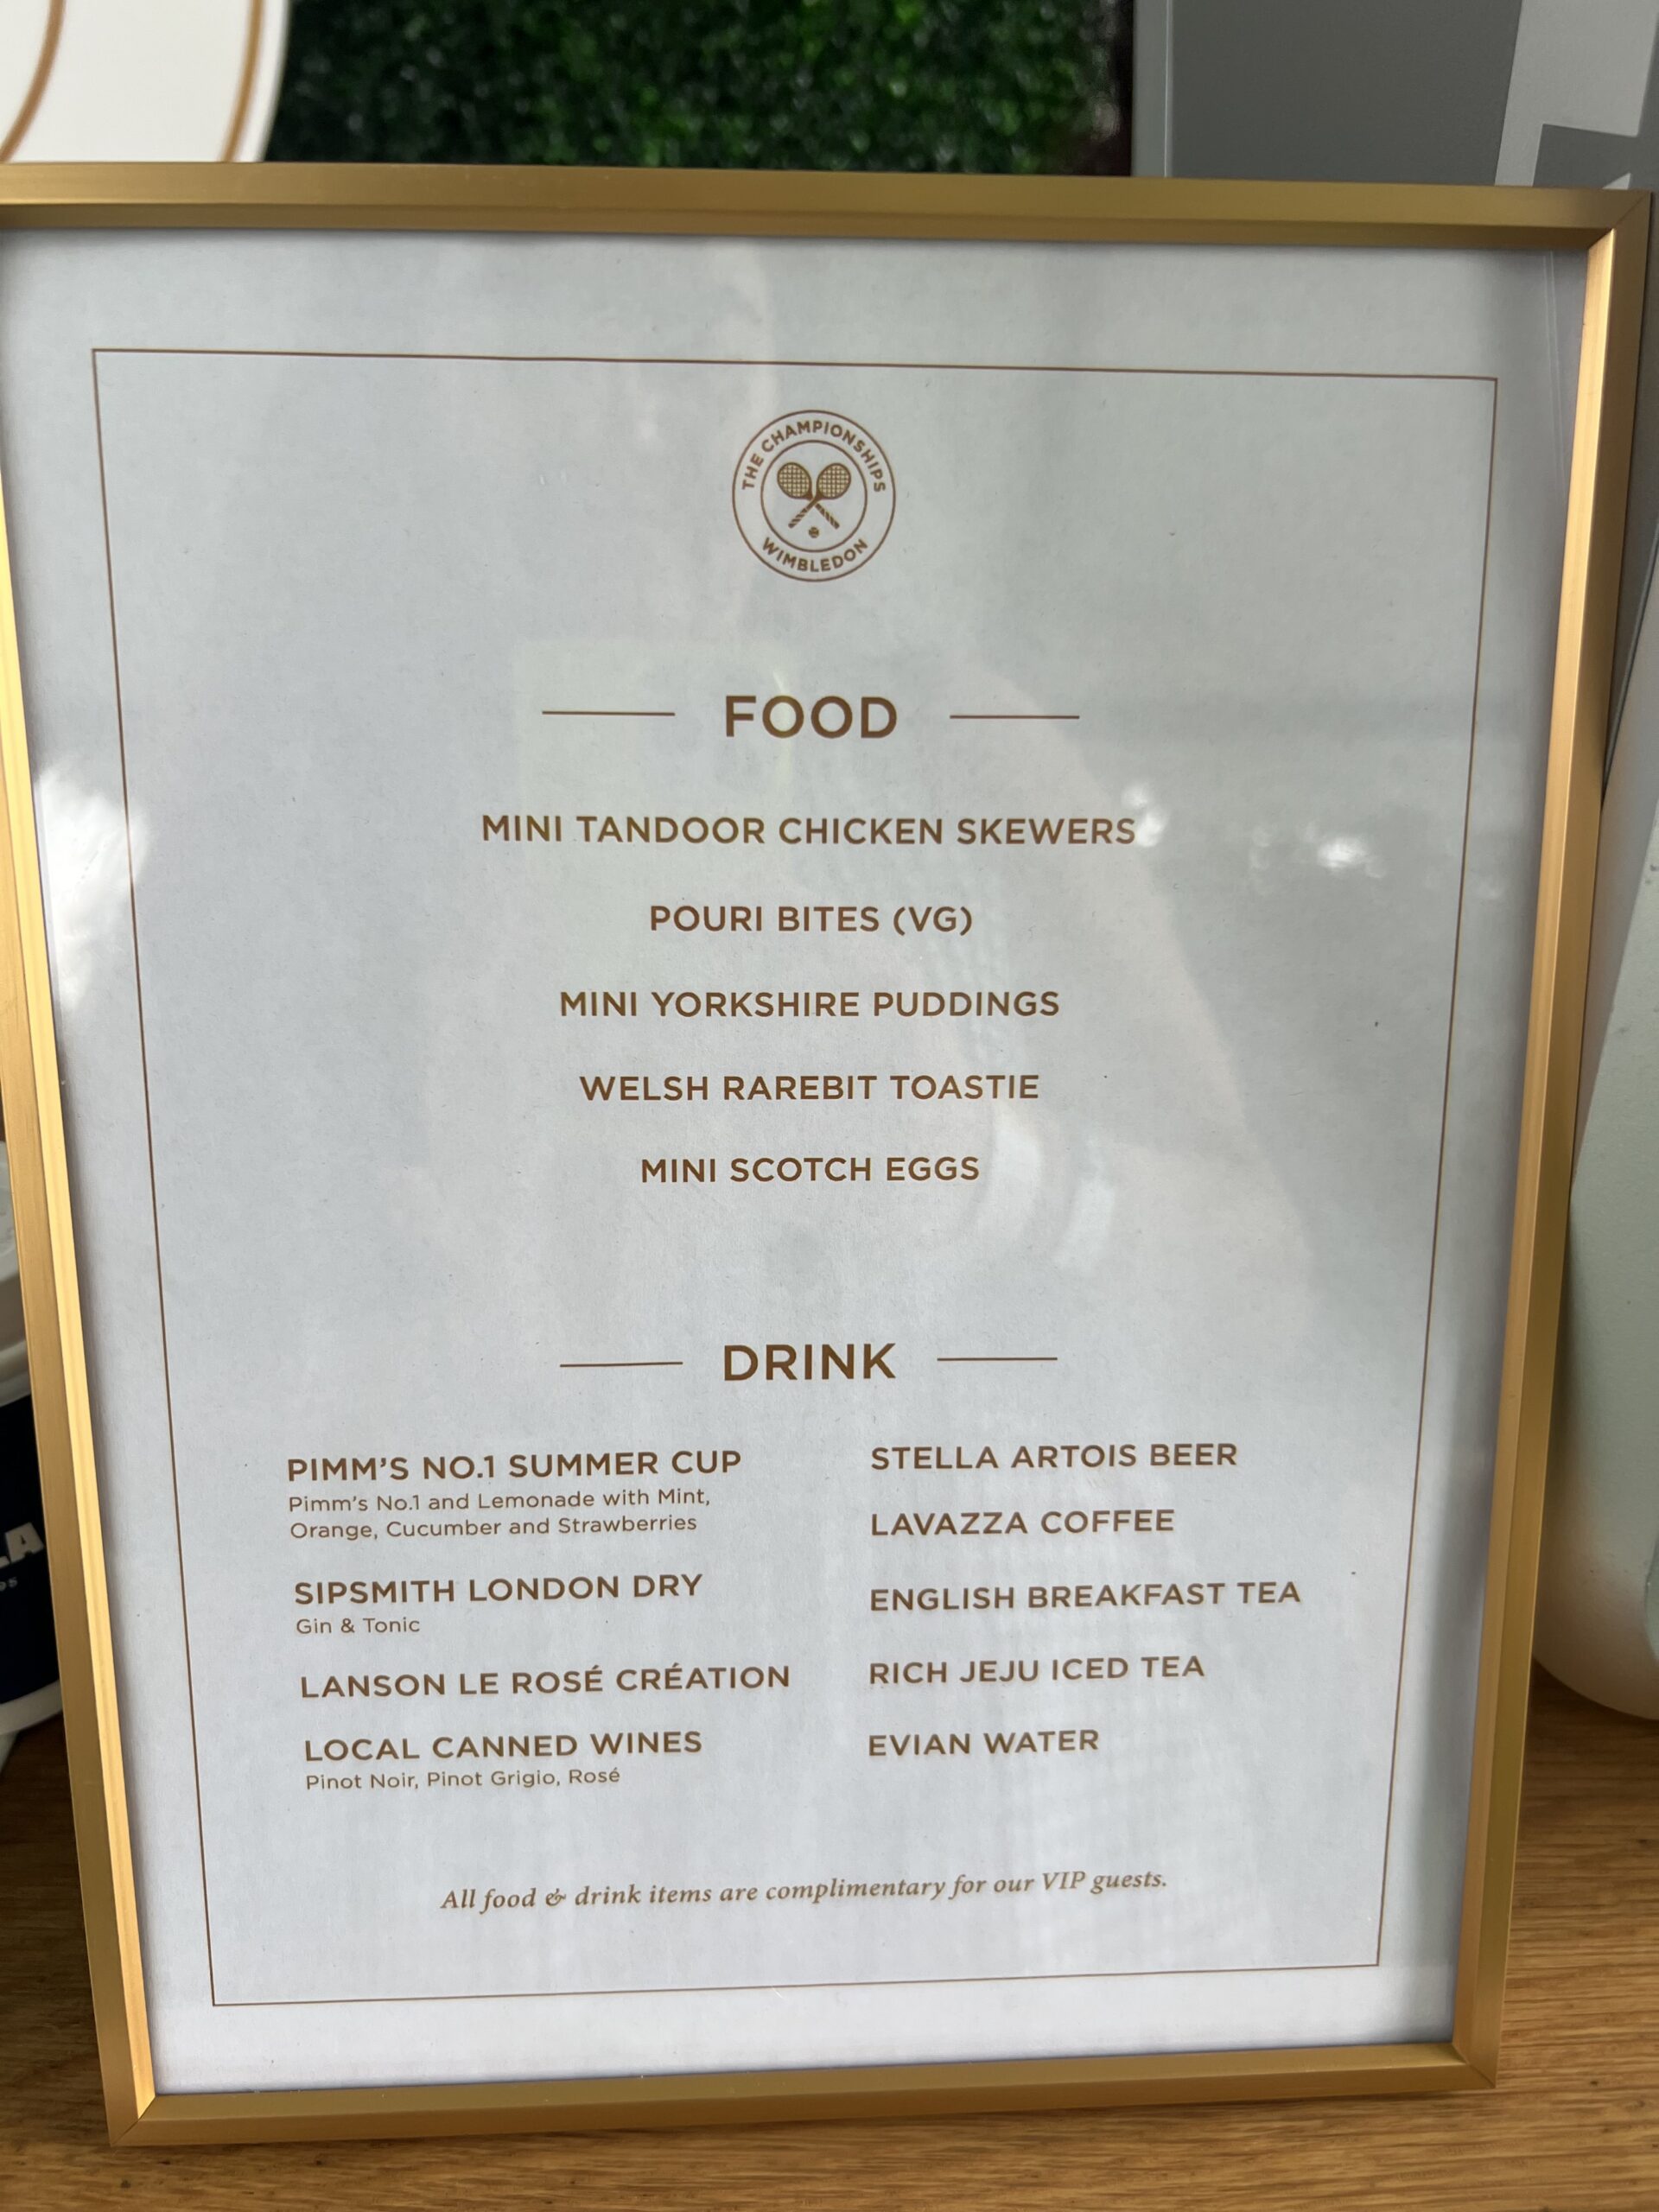 THE CHAMPIONSHIPS
WIMBLEDON
FOOD
MINI TANDOOR CHICKEN SKEWERS
POURI BITES (VG)
MINI YORKSHIRE PUDDINGS
WELSH RAREBIT TOASTIE
MINI SCOTCH EGGS
DRINK
PIMM'S NO.1 SUMMER CUP
Pimm's No.1 and Lemonade with Mint,
Orange, Cucumber and Strawberries
SIPSMITH LONDON DRY
Gin & Tonic
LANSON LE ROSÉ CRÉATION
LOCAL CANNED WINES
Pinot Noir, Pinot Grigio, Rosé
STELLA ARTOIS BEER
LAVAZZA COFFEE
ENGLISH BREAKFAST TEA
RICH JEJU ICED TEA
EVIAN WATER
All food & drink items are complimentary for our VIP guests.